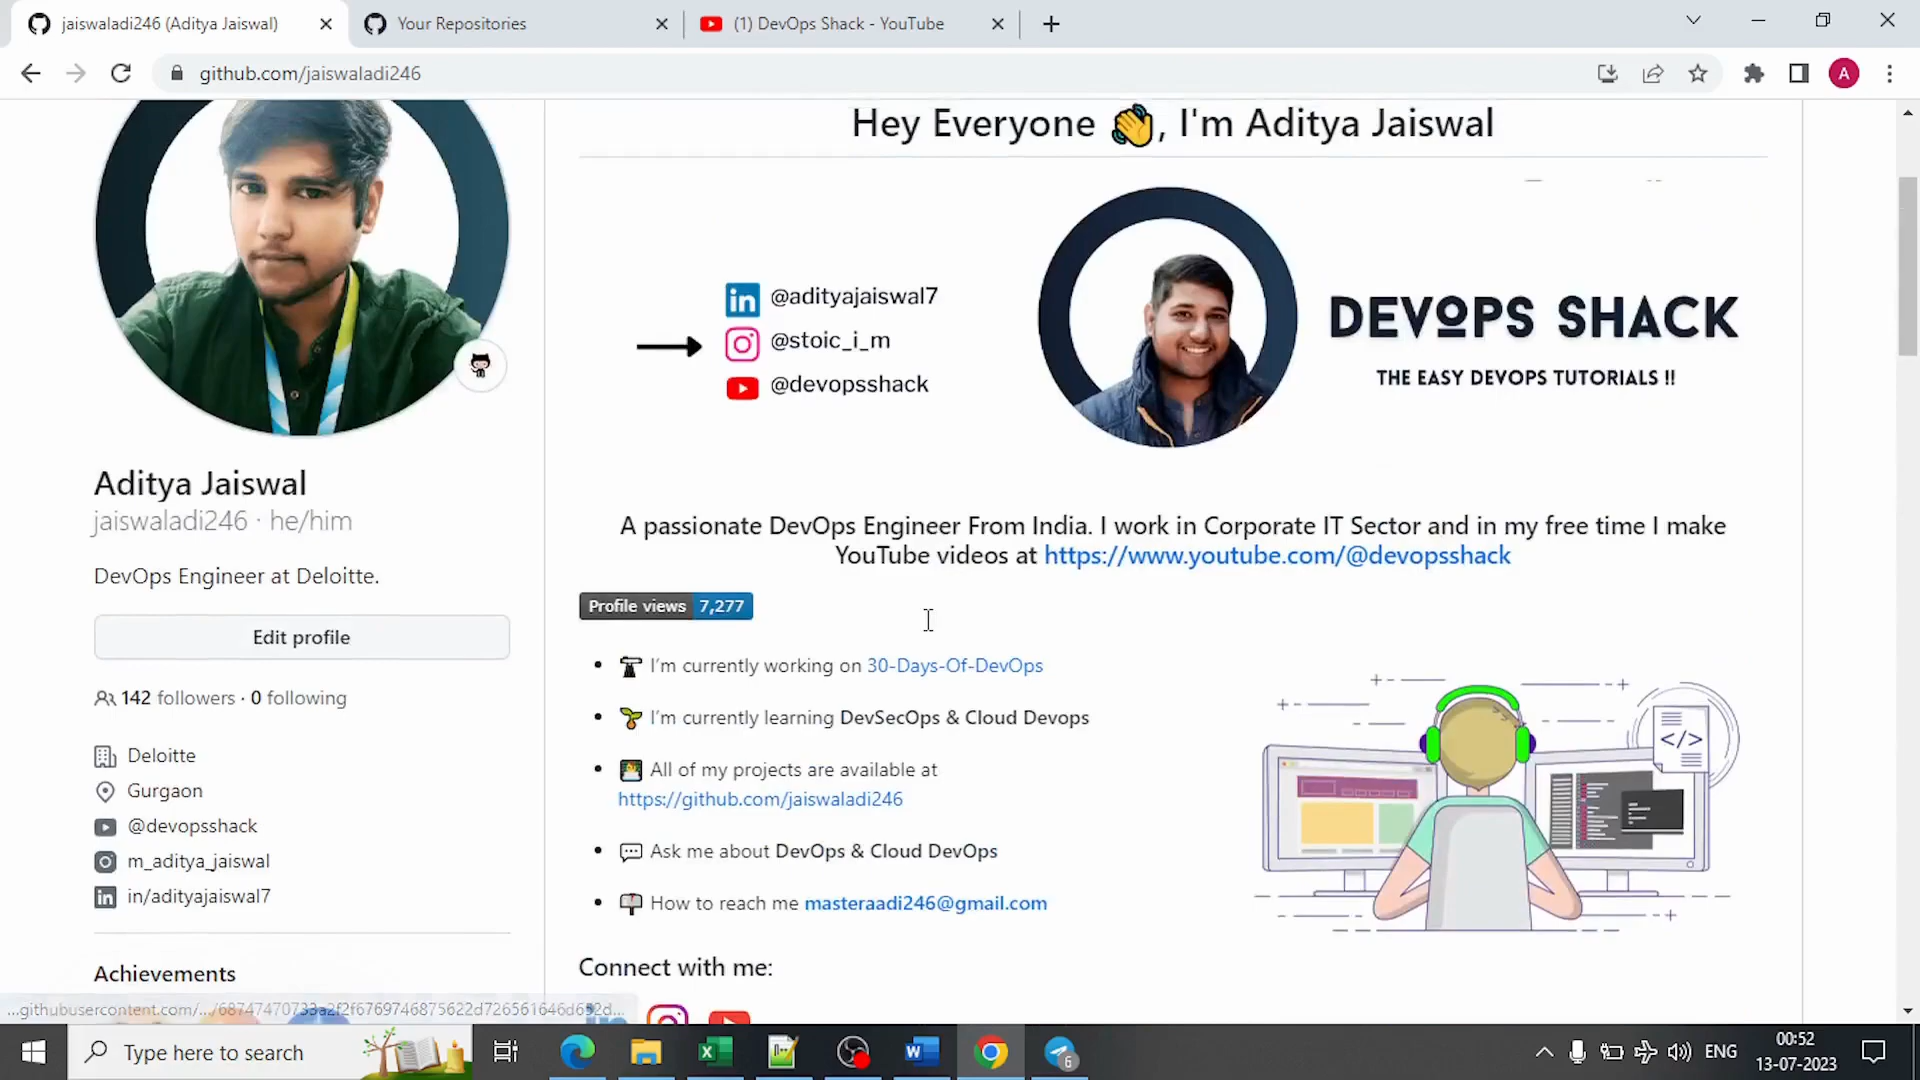 jaiswaladi246 (Aditya Jaiswal)
Your Repositories
(1) DevOps Shack - YouTube
github.com/jaiswaladi246
A
Hey Everyone 👋, I'm Aditya Jaiswal
@adityajaiswal7
@stoic_i_m
@devopsshack
DEVOPS SHACK
THE EASY DEVOPS TUTORIALS !!
Aditya Jaiswal
jaiswaladi246 · he/him
DevOps Engineer at Deloitte.
Edit profile
142 followers · 0 following
Deloitte
Gurgaon
@devopsshack
m_aditya_jaiswal
in/adityajaiswal7
Achievements
A passionate DevOps Engineer From India. I work in Corporate IT Sector and in my free time I make
YouTube videos at https://www.youtube.com/@devopsshack
Profile views 7,277
I'm currently working on 30-Days-Of-DevOps
I'm currently learning DevSecOps & Cloud Devops
All of my projects are available at
https://github.com/jaiswaladi246
Ask me about DevOps & Cloud DevOps
How to reach me masteraadi246@gmail.com
</>
Connect with me:
Type here to search
6
ENG
00:52
13-07-2023